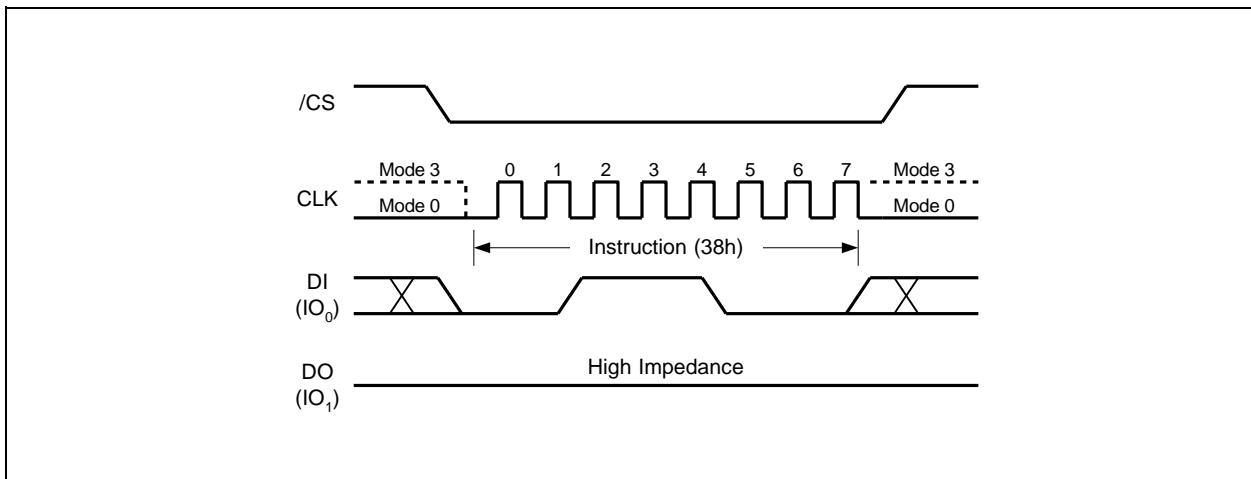 /CS
Mode 3 0 1 2 3 4 5 6 7 Mode 3
CLK
Mode 0 Mode 0
Instruction (38h)
DI
(IO₀)
High Impedance
DO
(IO₁)